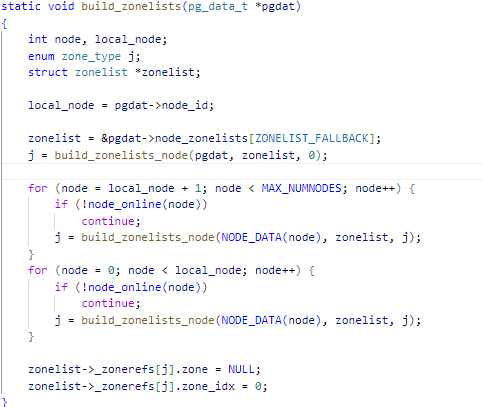 static void build_zonelists(pg_data_t *pgdat)
{
    int node, local_node;
    enum zone_type j;
    struct zonelist *zonelist;

    local_node = pgdat->node_id;

    zonelist = &pgdat->node_zonelists[ZONELIST_FALLBACK];
    j = build_zonelists_node(pgdat, zonelist, 0);

    for (node = local_node + 1; node < MAX_NUMNODES; node++) {
        if (!node_online(node))
            continue;
        j = build_zonelists_node(NODE_DATA(node), zonelist, j);
    }
    for (node = 0; node < local_node; node++) {
        if (!node_online(node))
            continue;
        j = build_zonelists_node(NODE_DATA(node), zonelist, j);
    }

    zonelist->_zonerefs[j].zone = NULL;
    zonelist->_zonerefs[j].zone_idx = 0;
}